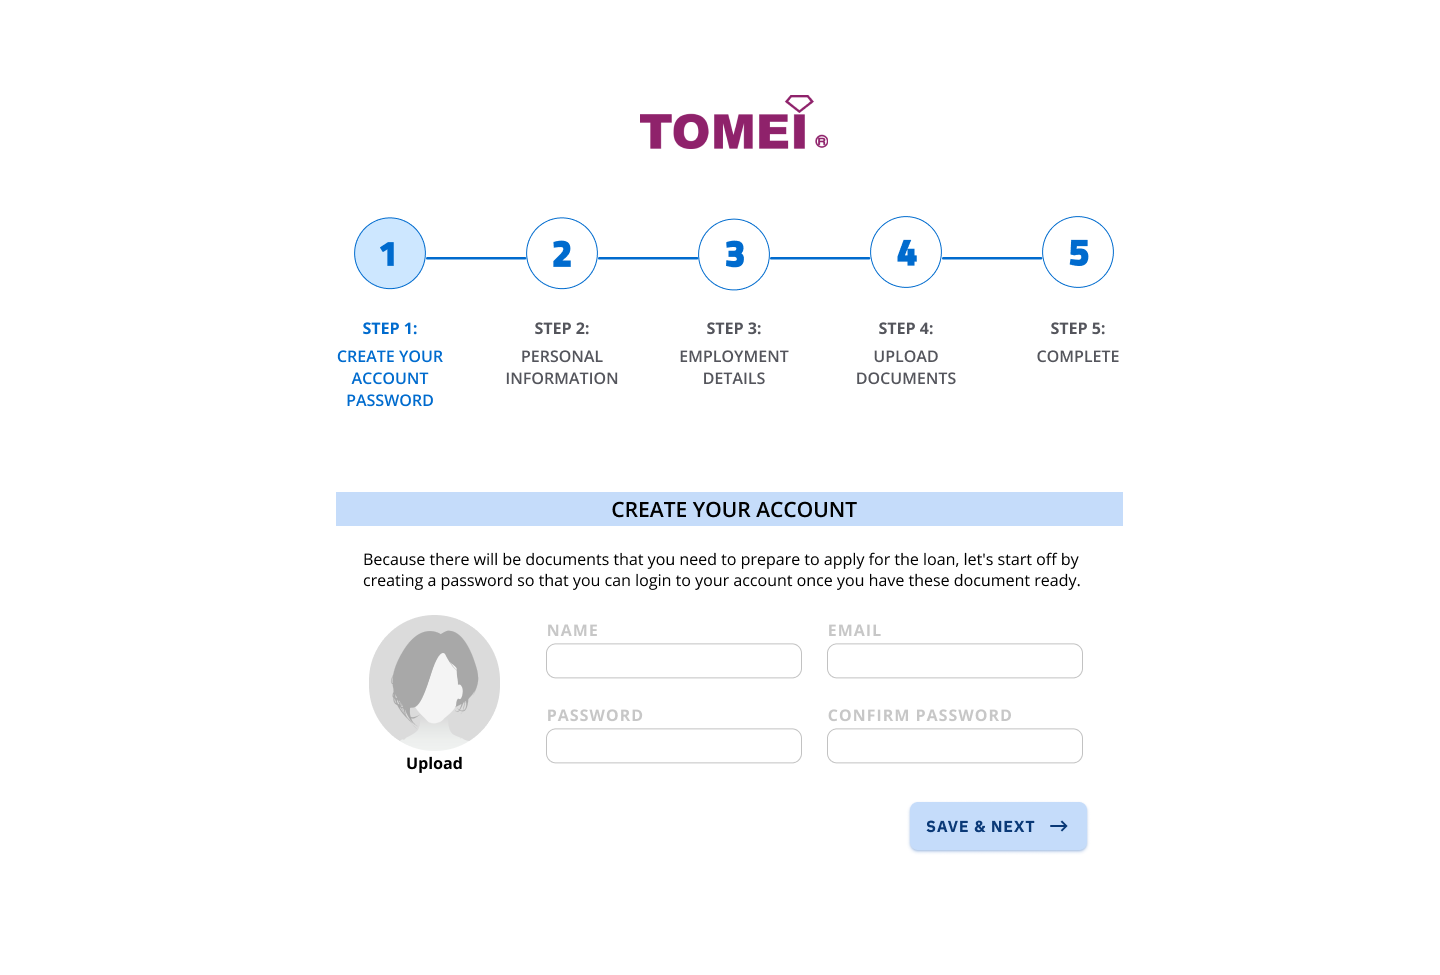 TOMEI ®
1 2 3 4 5
STEP 1: STEP 2: STEP 3: STEP 4: STEP 5:
CREATE YOUR PERSONAL EMPLOYMENT UPLOAD COMPLETE
ACCOUNT INFORMATION DETAILS DOCUMENTS
PASSWORD
CREATE YOUR ACCOUNT
Because there will be documents that you need to prepare to apply for the loan, let's start off by
creating a password so that you can login to your account once you have these document ready.
NAME EMAIL
PASSWORD CONFIRM PASSWORD
Upload
SAVE & NEXT →